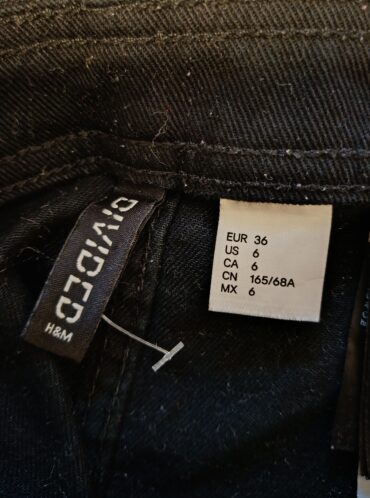 DIVIDED
H&M
EUR 36
US 6
CA 6
CN 165/68A
MX 6